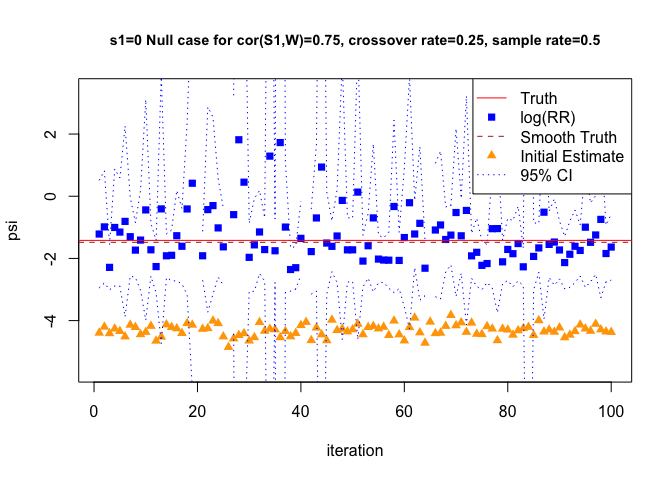 s1=0 Null case for cor(S1,W)=0.75, crossover rate=0.25, sample rate=0.5
Truth
log(RR)
Smooth Truth
Initial Estimate
95% CI
psi
2
0
-2
-4
0
20
40
60
80
100
iteration